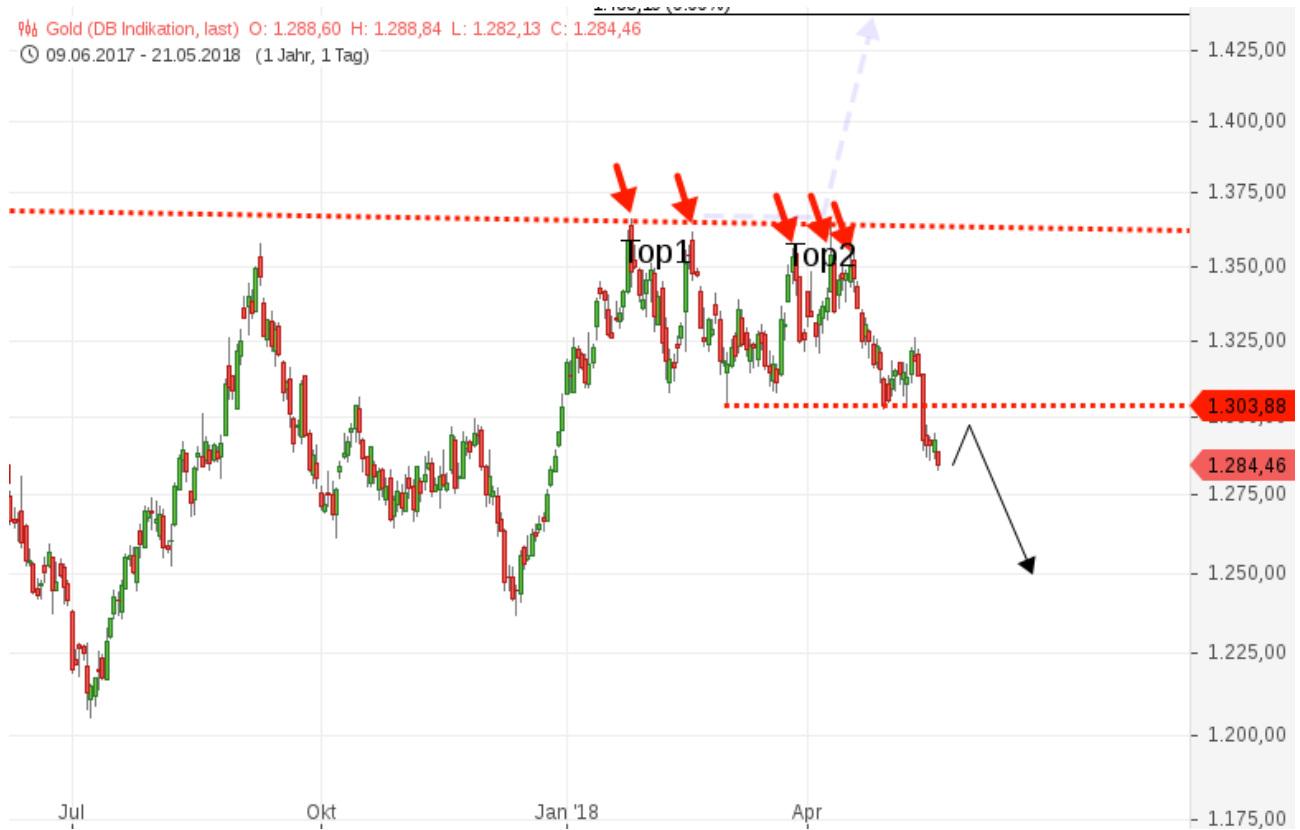 Gold (DB Indikation, last) O: 1.288,60 H: 1.288,84 L: 1.282,13 C: 1.284,46
09.06.2017 - 21.05.2018 (1 Jahr, 1 Tag)
1.425,00
1.400,00
1.375,00
Top1
Top2
1.350,00
1.325,00
1.303,88
1.284,46
1.275,00
1.250,00
1.225,00
1.200,00
1.175,00
Jul
Okt
Jan '18
Apr